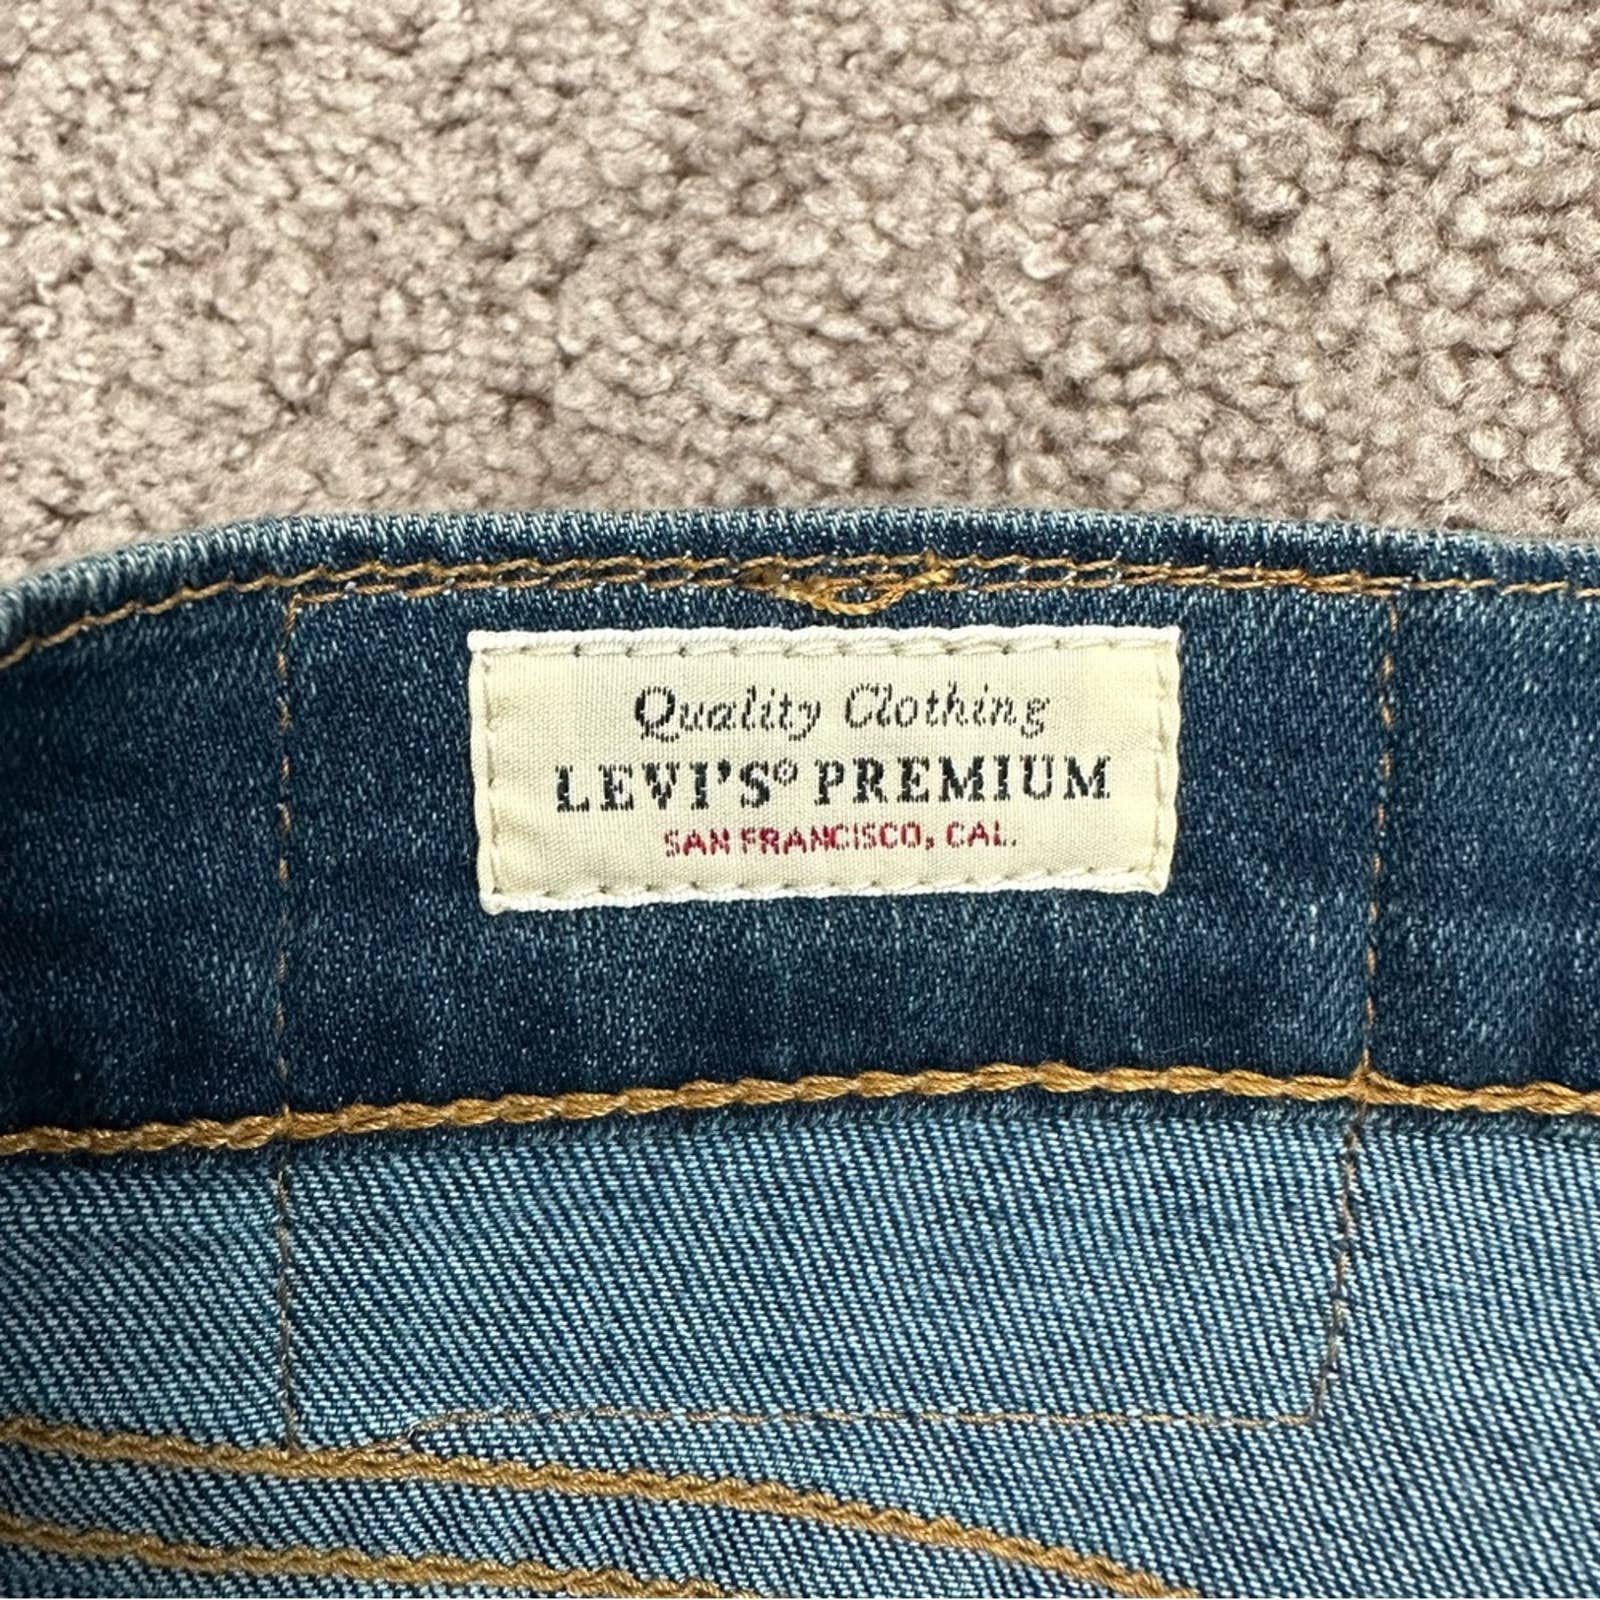 Quality Clothing
LEVI'S® PREMIUM
SAN FRANCISCO, CAL.